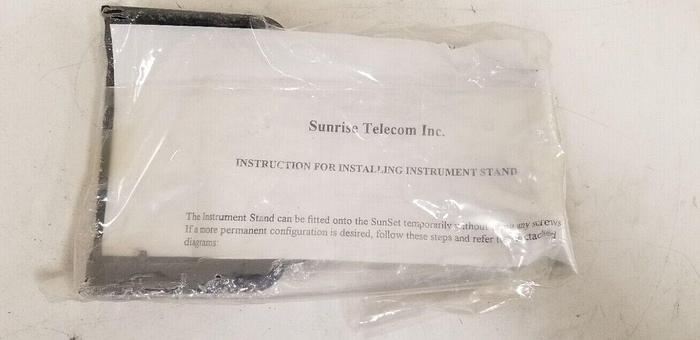 Sunrise Telecom Inc.
INSTRUCTION FOR INSTALLING INSTRUMENT STAND
The Instrument Stand can be fitted onto the SunSet temporarily without any screws
If a more permanent configuration is desired, follow these steps and refer
diagrams: